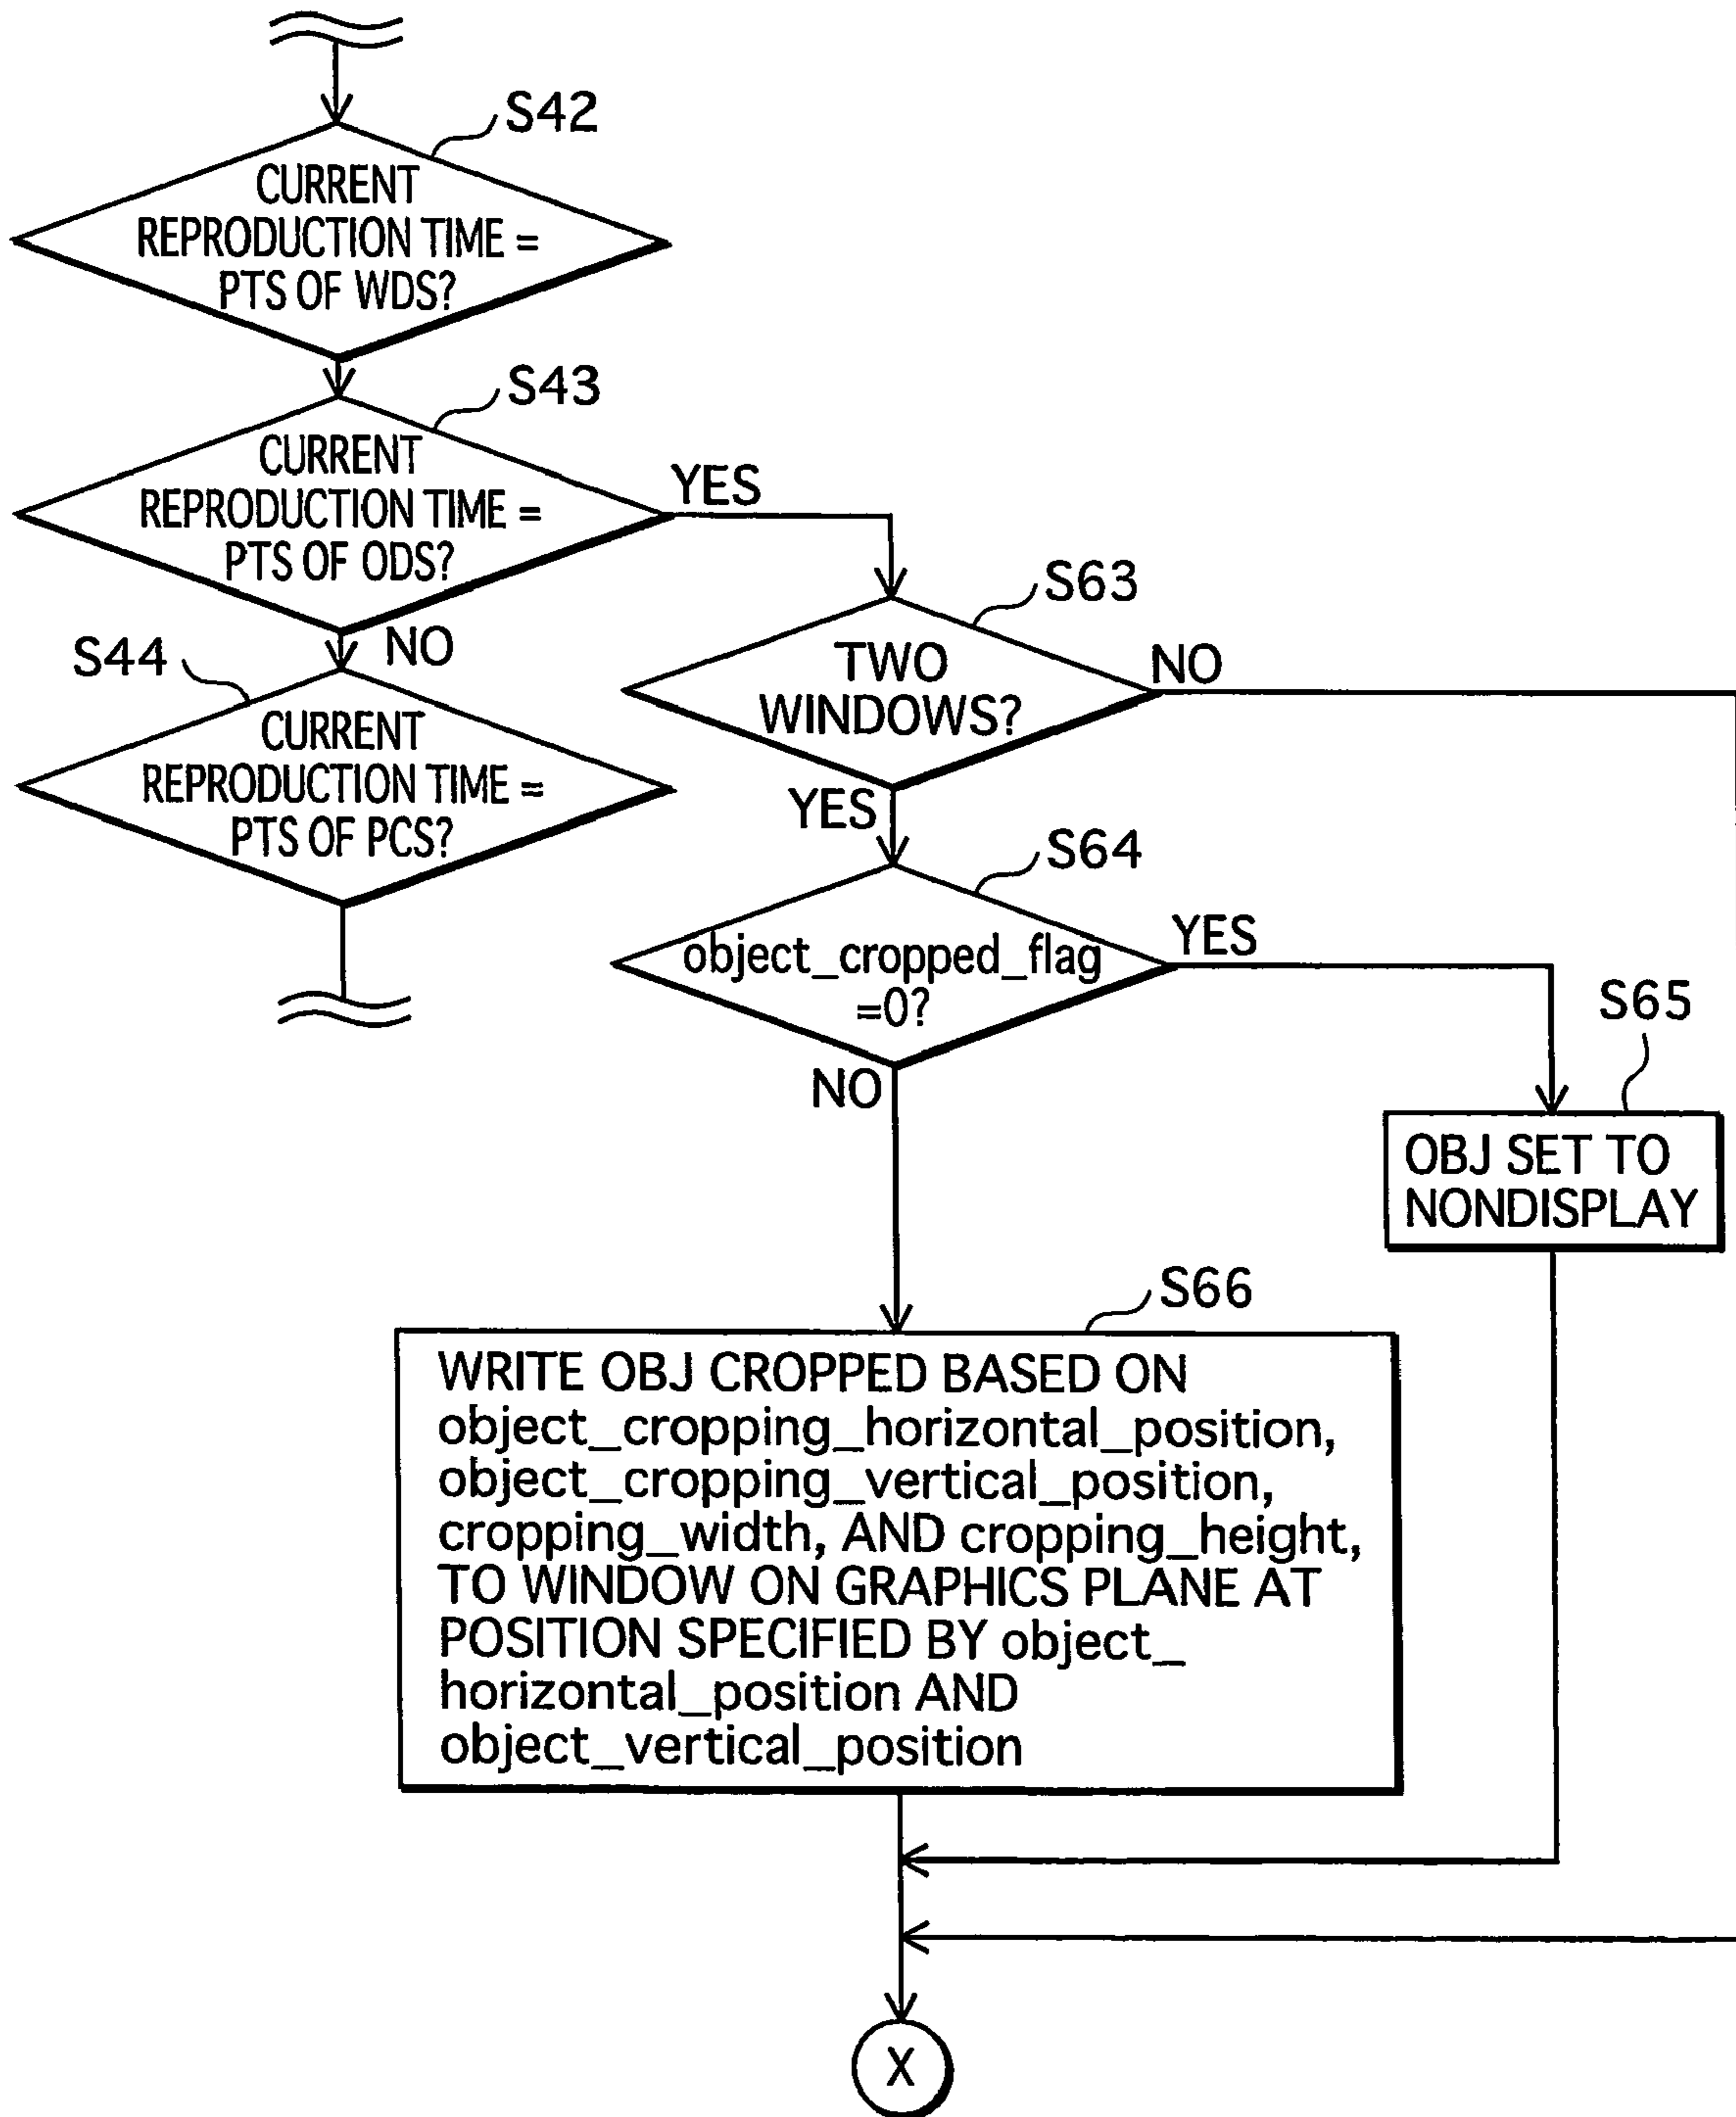 S42
CURRENT
REPRODUCTION TIME =
PTS OF WDS?
S43
CURRENT
REPRODUCTION TIME =
PTS OF ODS?
YES
NO
S44
CURRENT
REPRODUCTION TIME =
PTS OF PCS?
S63
TWO
WINDOWS?
NO
YES
S64
object_cropped_flag
=0?
YES
NO
S65
OBJ SET TO
NONDISPLAY
S66
WRITE OBJ CROPPED BASED ON
object_cropping_horizontal_position,
object_cropping_vertical_position,
cropping_width, AND cropping_height,
TO WINDOW ON GRAPHICS PLANE AT
POSITION SPECIFIED BY object_
horizontal_position AND
object_vertical_position
X